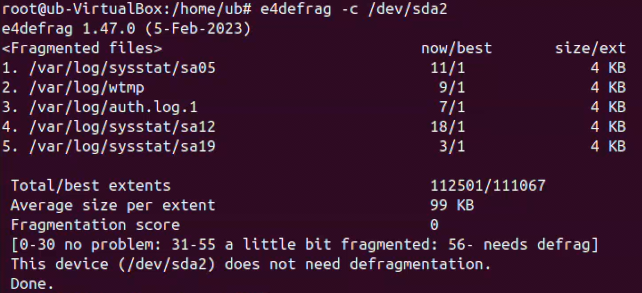 root@ub-VirtualBox:/home/ub# e4defrag -c /dev/sda2
e4defrag 1.47.0 (5-Feb-2023)
<Fragmented files> now/best size/ext
1. /var/log/sysstat/sa05 11/1 4 KB
2. /var/log/wtmp 9/1 4 KB
3. /var/log/auth.log.1 7/1 4 KB
4. /var/log/sysstat/sa12 18/1 4 KB
5. /var/log/sysstat/sa19 3/1 4 KB
Total/best extents 112501/111067
Average size per extent 99 KB
Fragmentation score 0
[0-30 no problem: 31-55 a little bit fragmented: 56- needs defrag]
This device (/dev/sda2) does not need defragmentation.
Done.